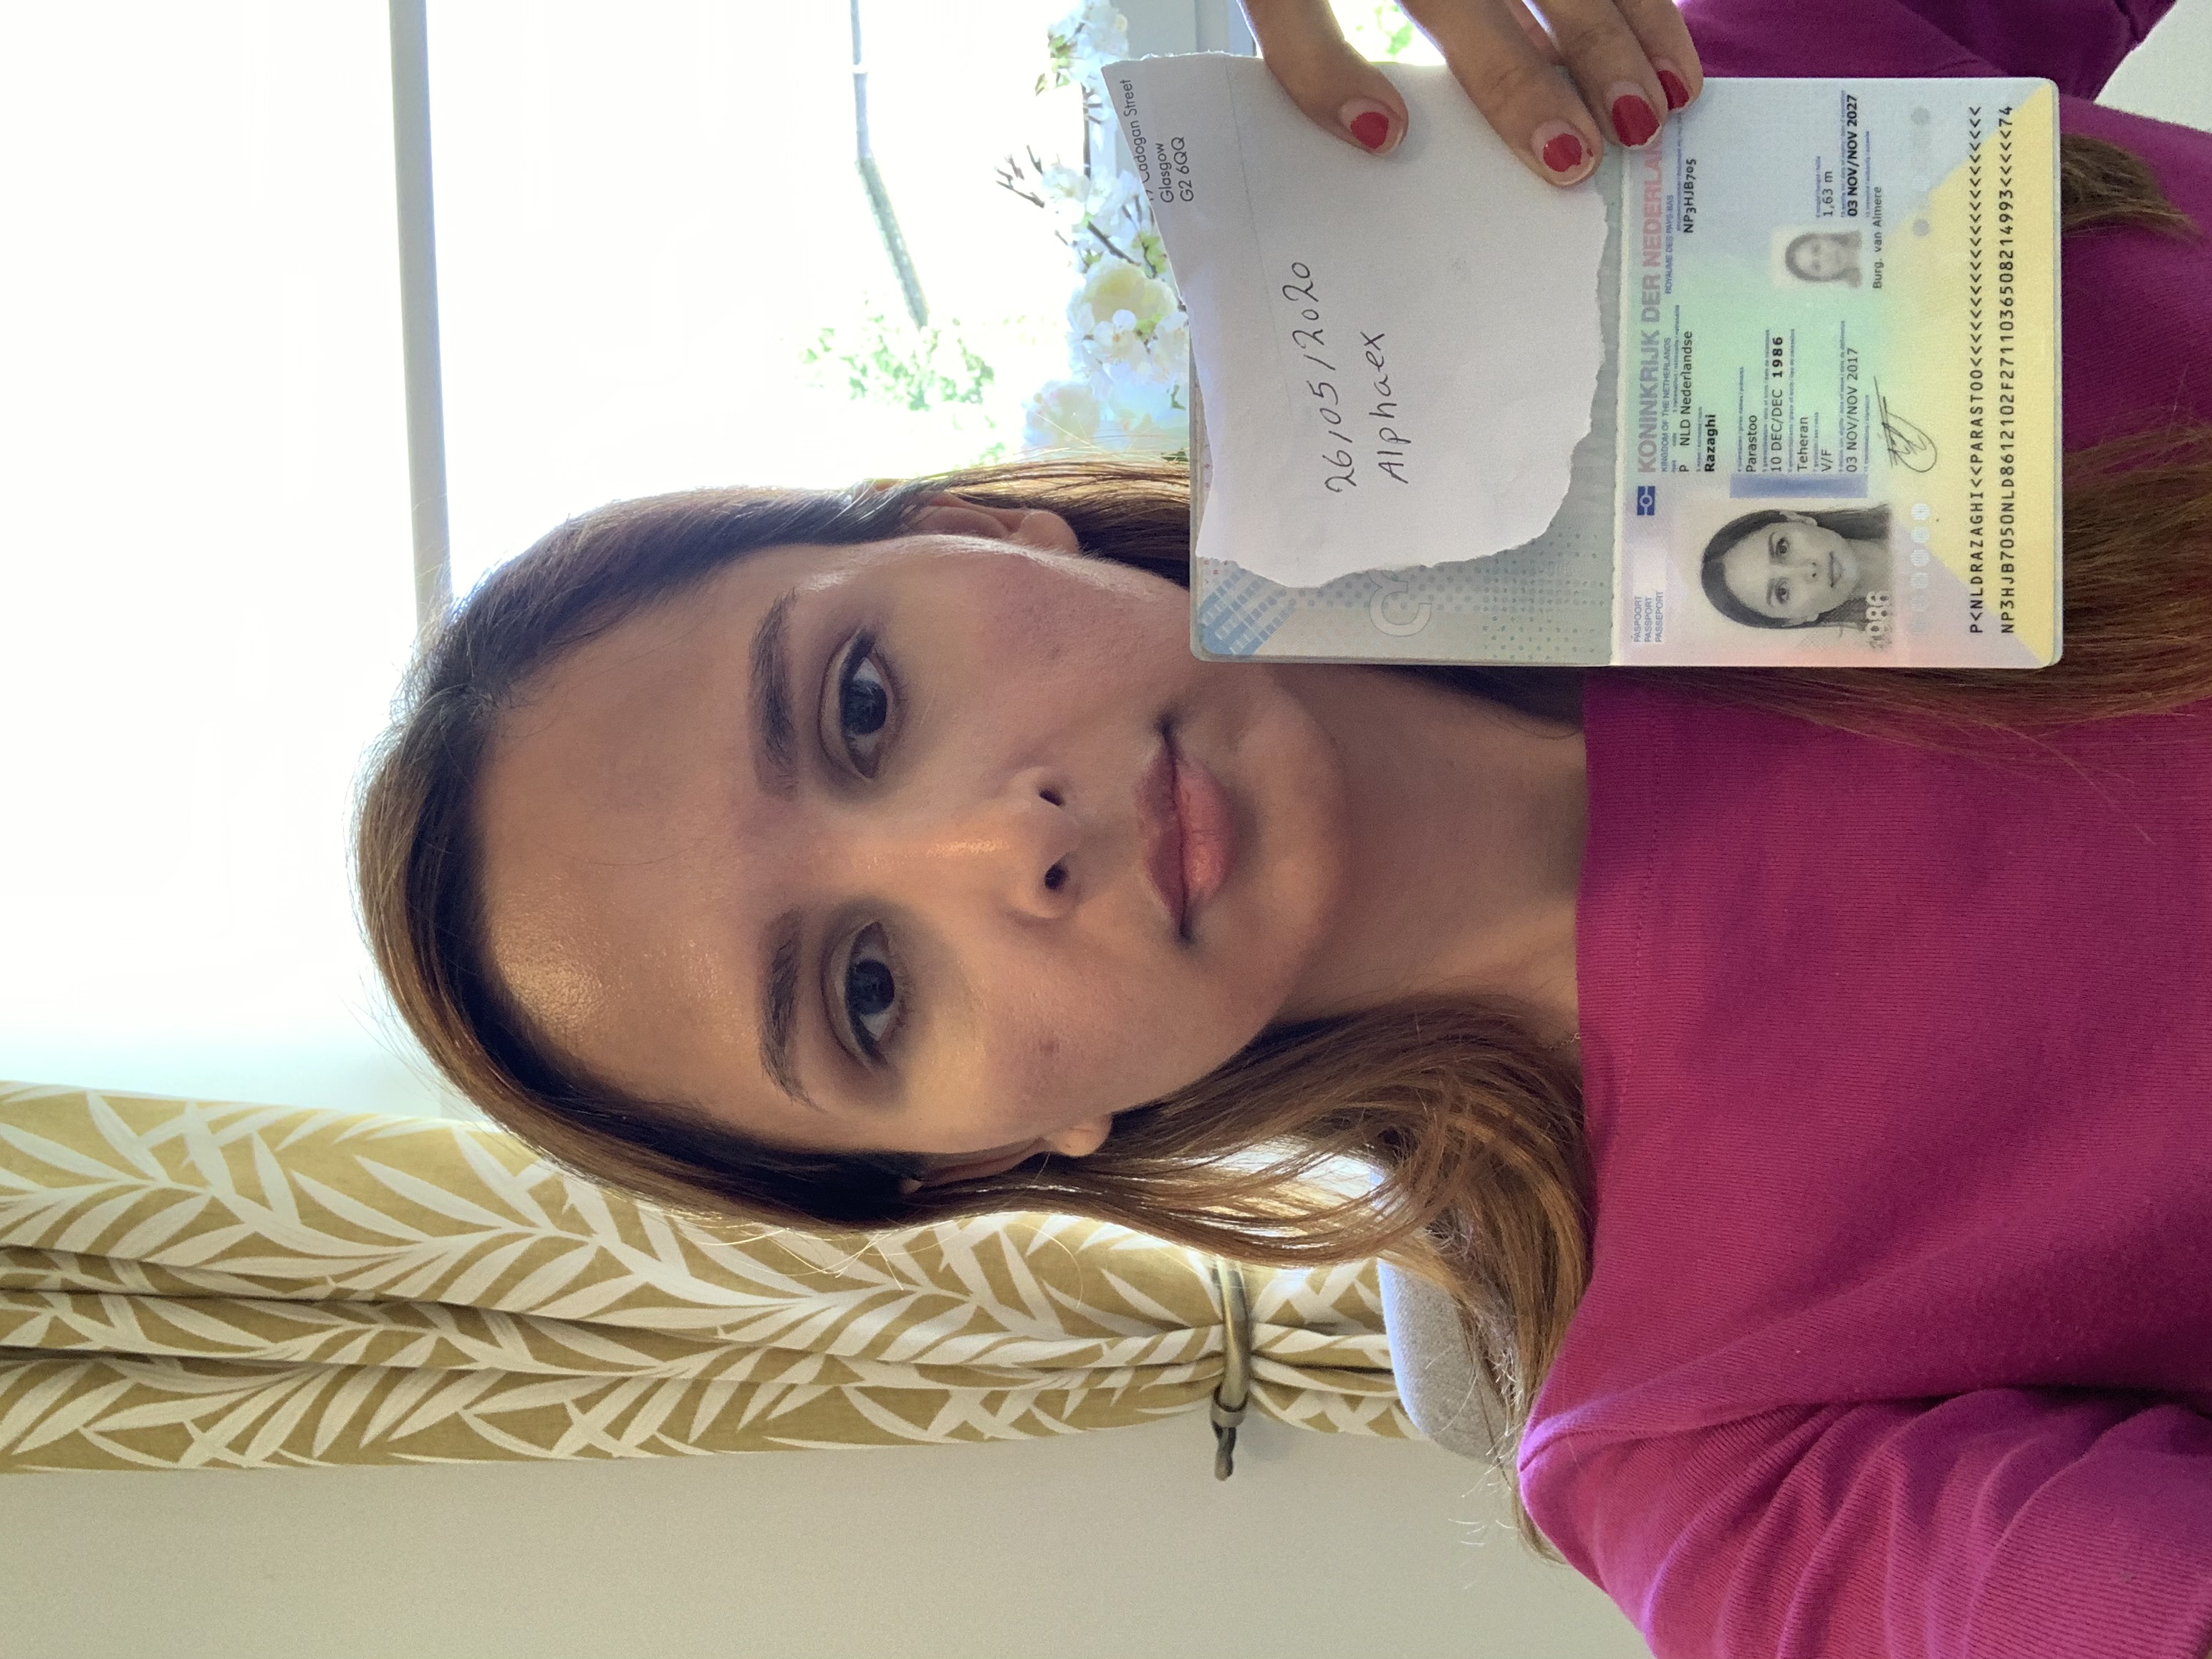 17 Cadogan Street
Glasgow
G2 6QQ
26/05/2020
Alphaex
PASPOORT
PASSPORT
PASSEPORT
KONINKRIJK DER
KINGDOM OF THE NETHERLANDS ROYAUME DES PAYS-BAS
P NLD Nederlandse NP3HJB705
Razaghi
Parastoo
10 DEC/DEC 1986
Teheran
V/F 1,63 m
03 NOV/NOV 2017 03 NOV/NOV 2027
Burg. van Almere
1986
P<NLDRAZAGHI<<PARASTOO<<<<<<<<<<<<<<<<<<<<<<
NP3HJB7050NLD8612102F2711036508214993<<<<<74